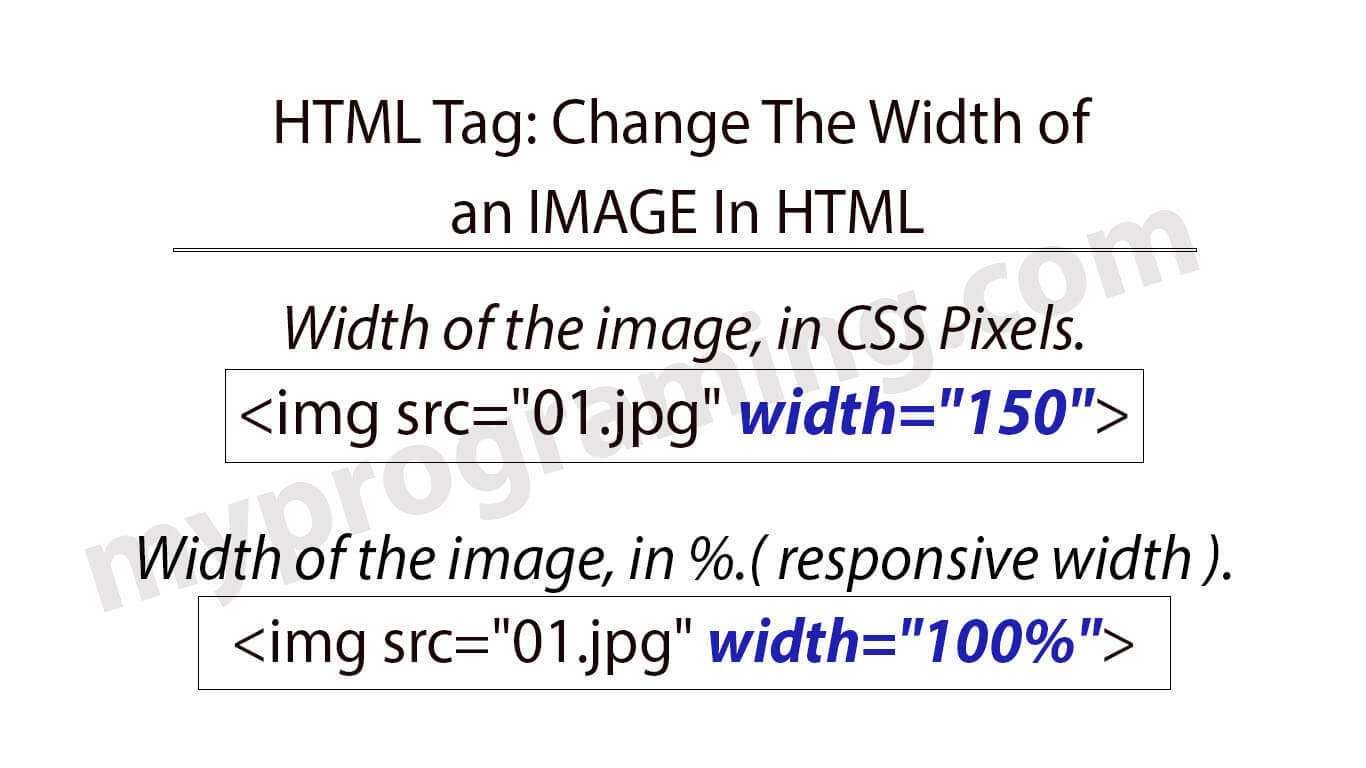 HTML Tag: Change The Width of
an IMAGE In HTML
Width of the image, in CSS Pixels.
<img src="01.jpg" width="150">
Width of the image, in %.( responsive width ).
<img src="01.jpg" width="100%">
myprograming.com